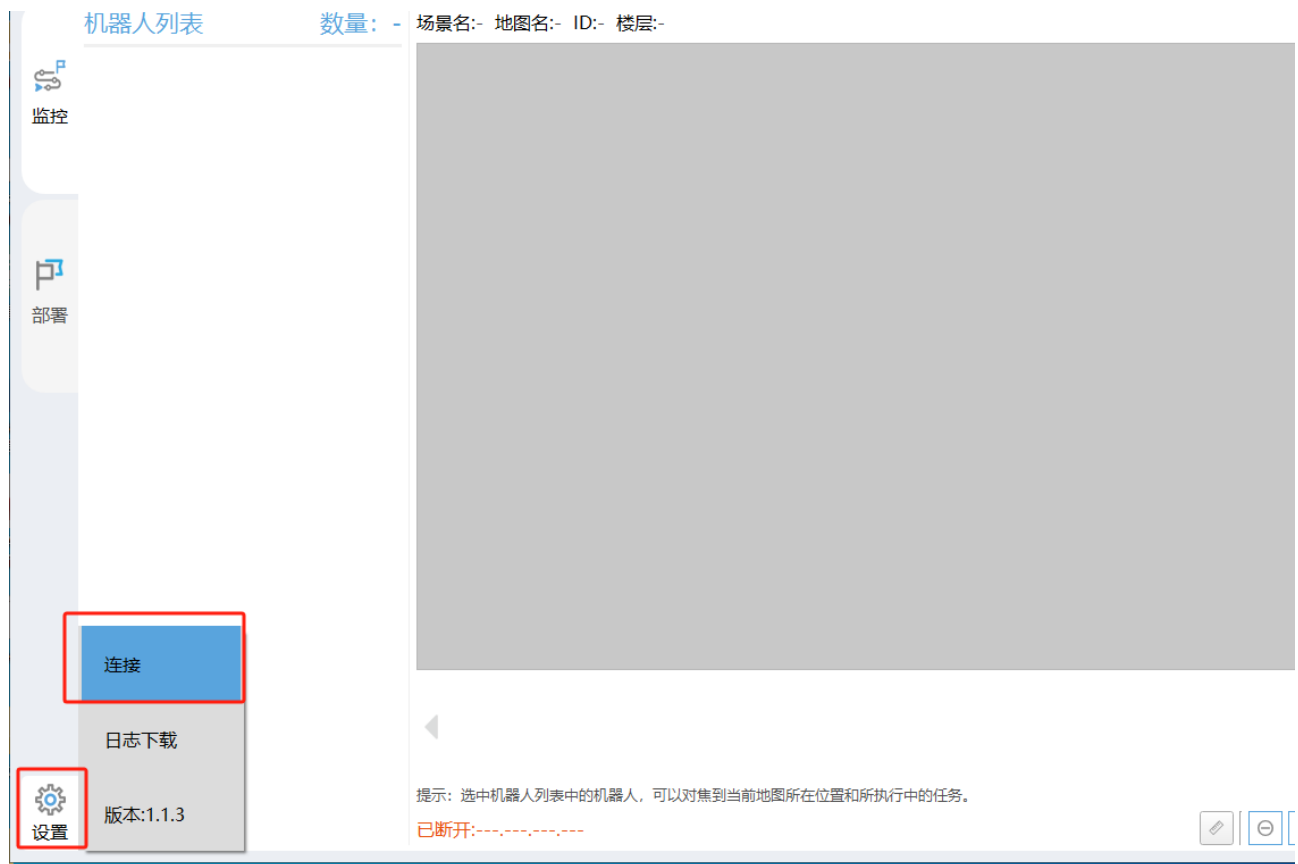 机器人列表 数量: -
场景名:- 地图名:- ID:- 楼层:-
监控
部署
连接
日志下载
版本:1.1.3
设置
提示：选中机器人列表中的机器人，可以对焦到当前地图所在位置和所执行中的任务。
已断开:---.---.---.---